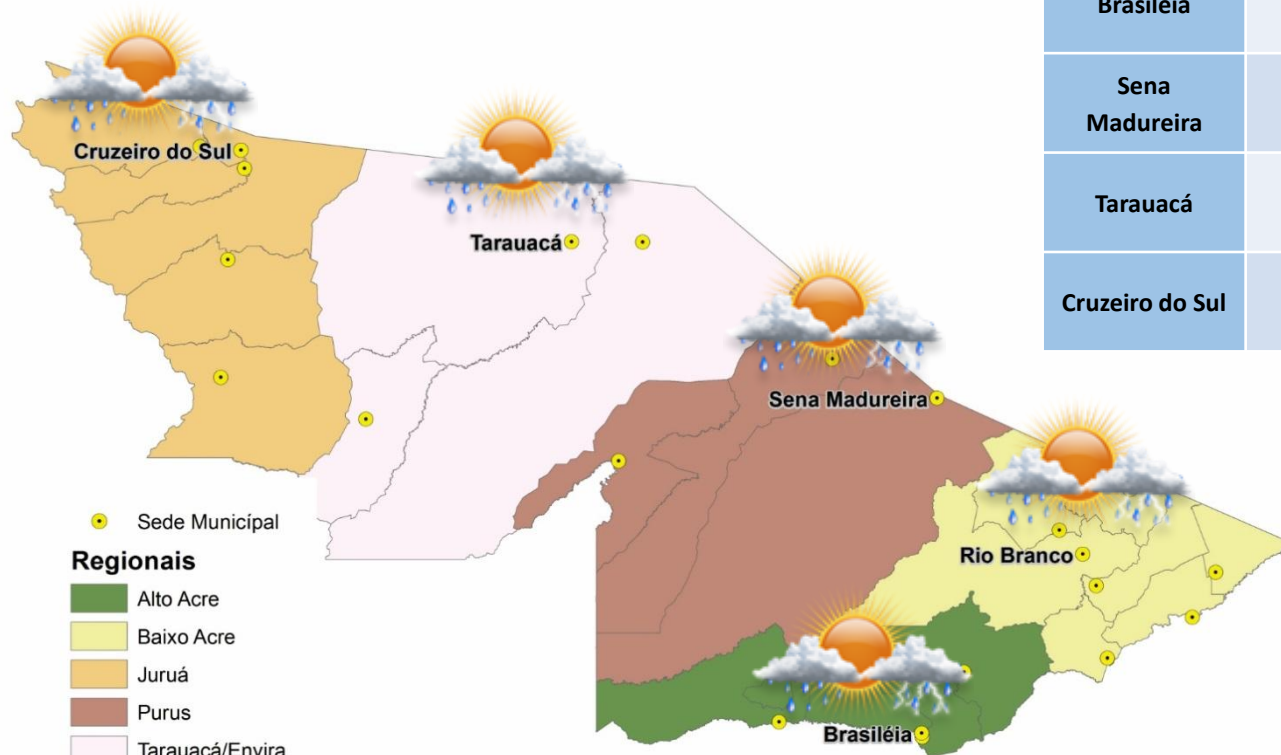 Brasiléia
Sena
Madureira
Tarauacá
Cruzeiro do Sul
Cruzeiro do Sul
Tarauacá
Sena Madureira
Rio Branco
Brasiléia
Sede Municípal
Regionais
Alto Acre
Baixo Acre
Juruá
Purus
Tarauacá/Envira